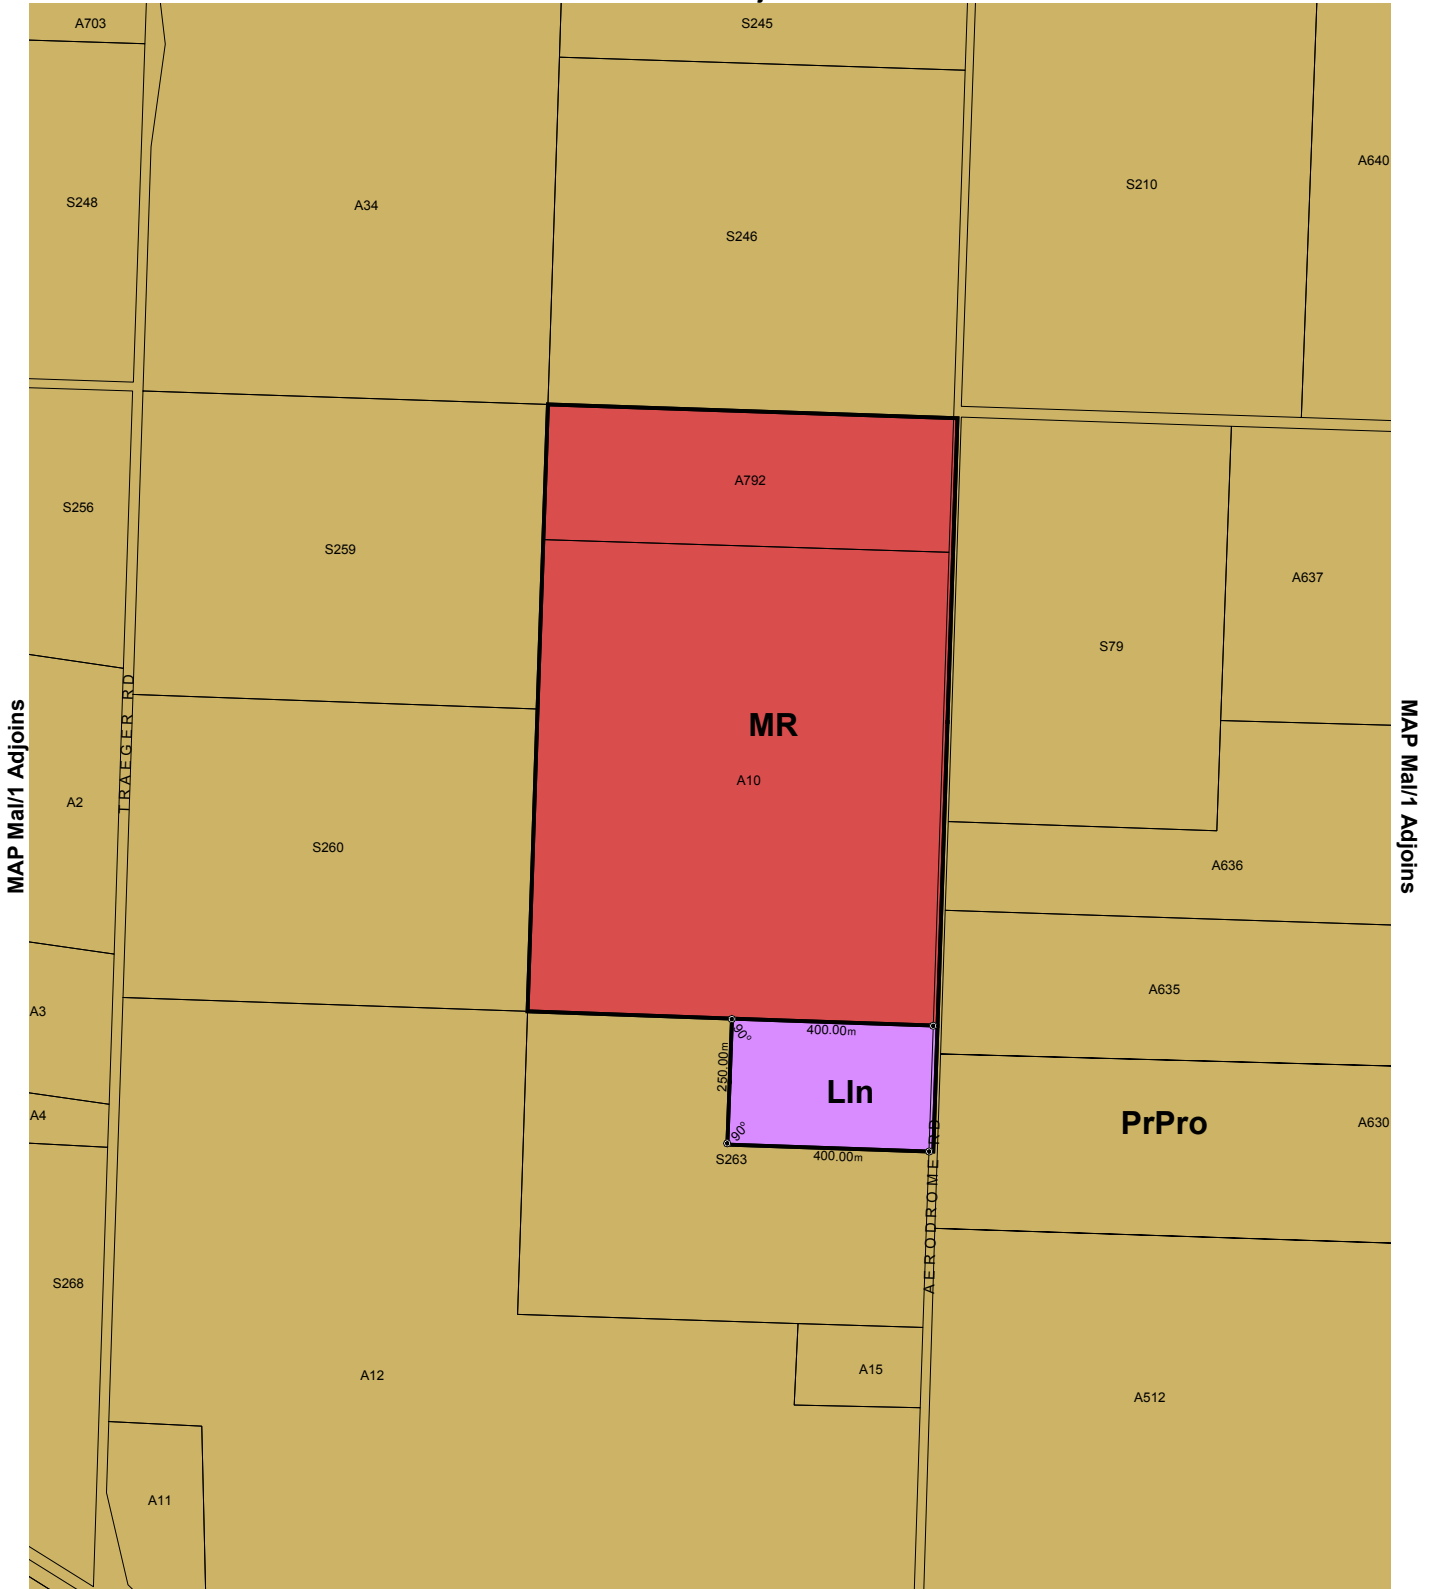 A703
S245
A640
S210
S248
A34
S246
A792
S256
S259
A637
S79
MAP Mal/1 Adjoins
TRAEGER RD
MR
MAP Mal/1 Adjoins
A10
A2
S260
A636
A635
A3
90°
400.00m
250.00m
LIn
A4
PrPro
A630
90°
400.00m
S263
AERODROME RD
S268
A12
A15
A512
A11